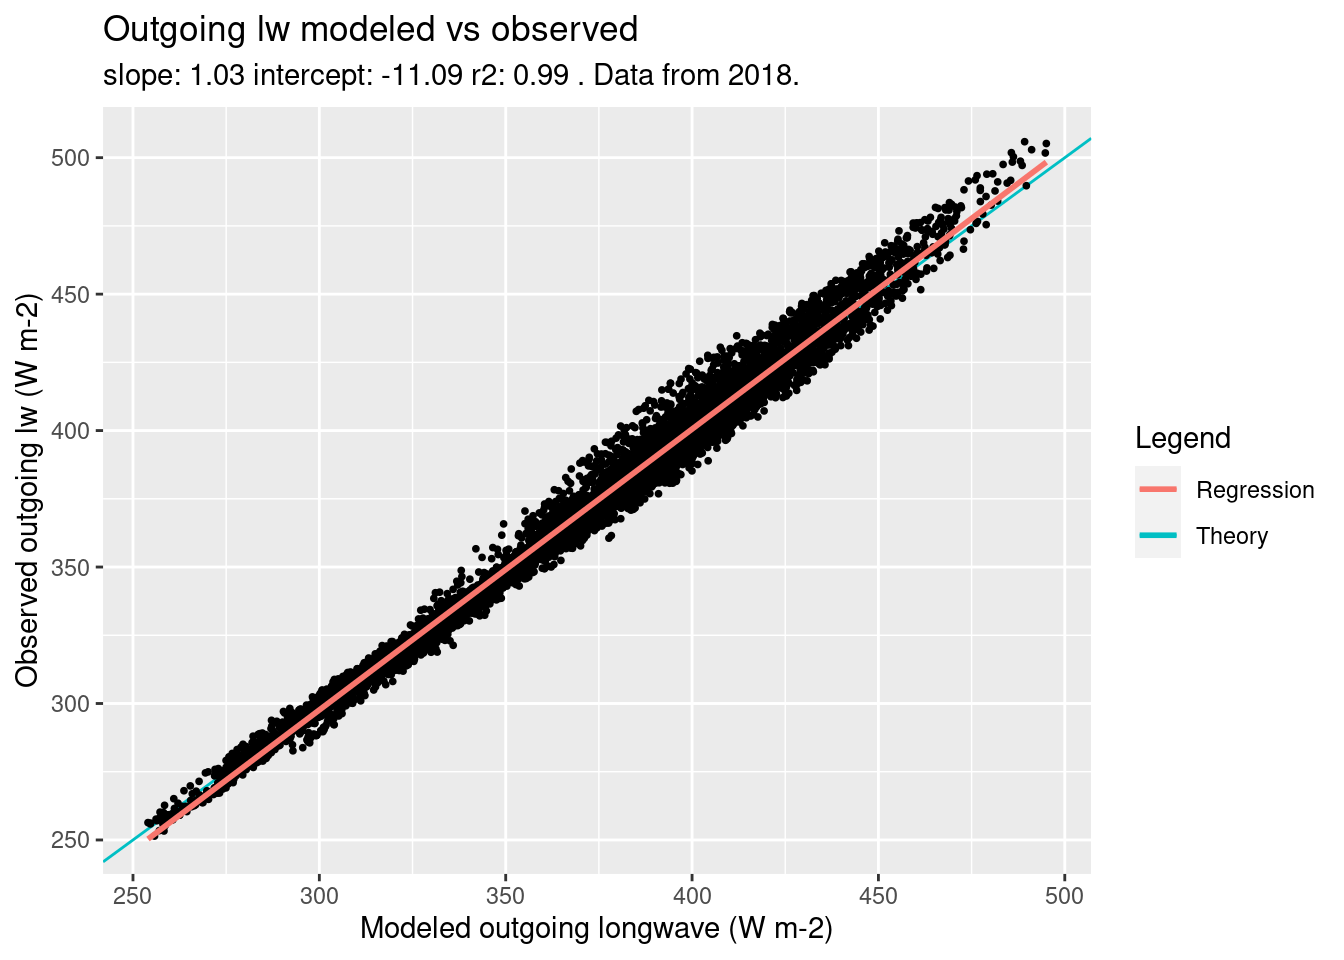 Outgoing lw modeled vs observed
slope: 1.03 intercept: -11.09 r2: 0.99 . Data from 2018.
Observed outgoing lw (W m-2)
500
450
400
350
300
250
250 300 350 400 450 500
Modeled outgoing longwave (W m-2)
Legend
Regression
Theory